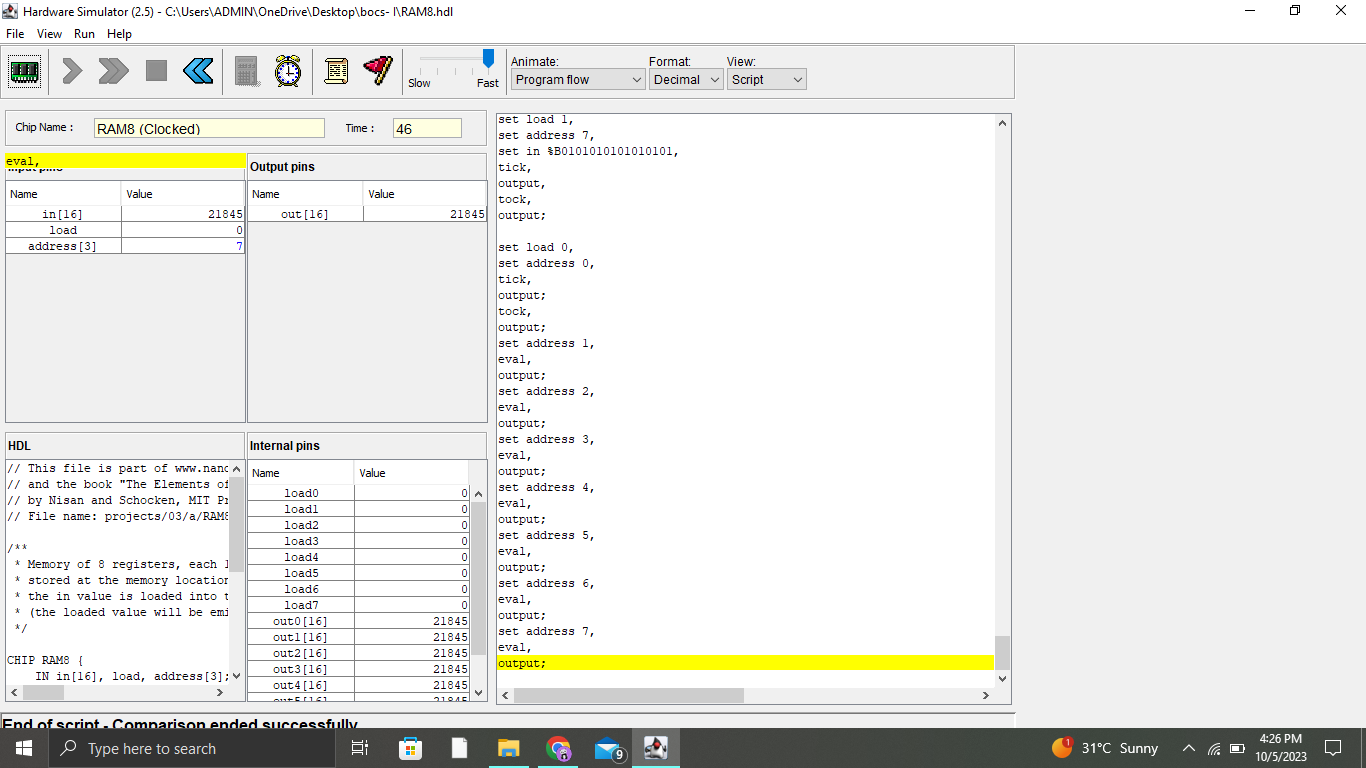 Hardware Simulator (2.5) - C:\Users\ADMIN\OneDrive\Desktop\bocs- I\RAM8.hdl
File View Run Help
Slow Fast
Animate: Format: View:
Program flow Decimal Script
Chip Name : RAM8 (Clocked) Time : 46
eval,
Output pins
Name Value
in[16] 21845
load 0
address[3] 7
Name Value
out[16] 21845
HDL
// This file is part of www.nand
// and the book "The Elements of
// by Nisan and Schocken, MIT Pr
// File name: projects/03/a/RAM8
/**
* Memory of 8 registers, each 1
* stored at the memory location
* the in value is loaded into t
* (the loaded value will be emi
*/
CHIP RAM8 {
IN in[16], load, address[3];
Internal pins
Name Value
load0 0
load1 0
load2 0
load3 0
load4 0
load5 0
load6 0
load7 0
out0[16] 21845
out1[16] 21845
out2[16] 21845
out3[16] 21845
out4[16] 21845
out5[16] 21845
set load 1,
set address 7,
set in %B0101010101010101,
tick,
output,
tock,
output;
set load 0,
set address 0,
tick,
output;
tock,
output;
set address 1,
eval,
output;
set address 2,
eval,
output;
set address 3,
eval,
output;
set address 4,
eval,
output;
set address 5,
eval,
output;
set address 6,
eval,
output;
set address 7,
eval,
output;
End of script - Comparison ended successfully
Type here to search
9
1
31°C Sunny
4:26 PM
10/5/2023